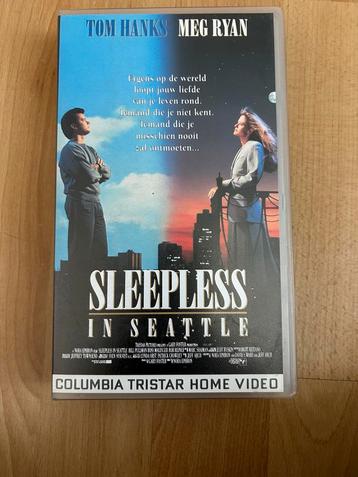 TOM HANKS MEG RYAN
Ergens op de wereld
loopt jouw liefde
van je leven rond.
Iemand die je niet kent.
Iemand die je
misschien nooit
zal ontmoeten...
SLEEPLESS
IN SEATTLE
COLUMBIA TRISTAR HOME VIDEO